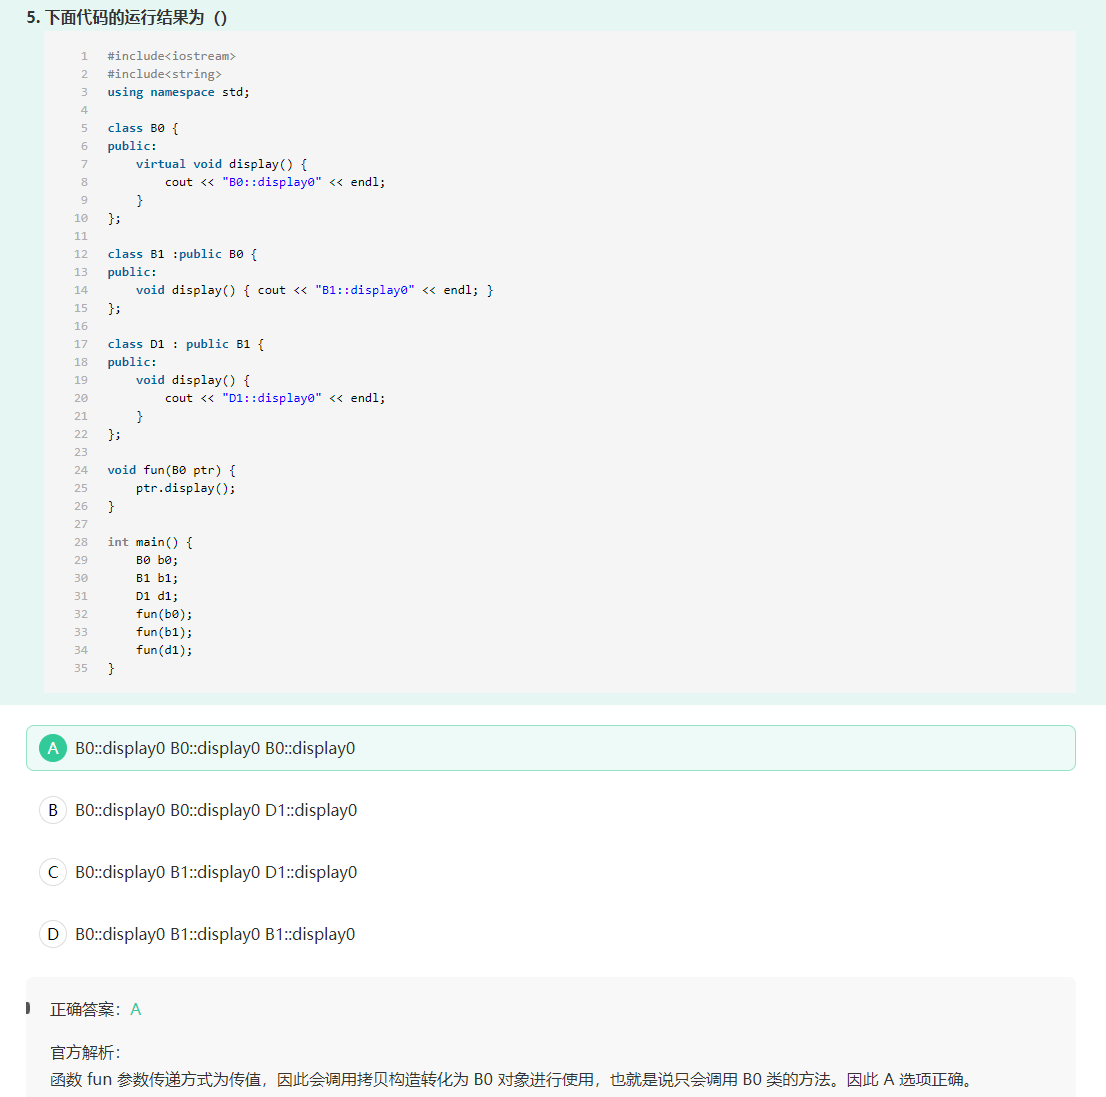 5. 下面代码的运行结果为（）
1 #include<iostream>
2 #include<string>
3 using namespace std;
4
5 class B0 {
6 public:
7     virtual void display() {
8         cout << "B0::display0" << endl;
9     }
10 };
11
12 class B1 :public B0 {
13 public:
14     void display() { cout << "B1::display0" << endl; }
15 };
16
17 class D1 : public B1 {
18 public:
19     void display() {
20         cout << "D1::display0" << endl;
21     }
22 };
23
24 void fun(B0 ptr) {
25     ptr.display();
26 }
27
28 int main() {
29     B0 b0;
30     B1 b1;
31     D1 d1;
32     fun(b0);
33     fun(b1);
34     fun(d1);
35 }
A B0::display0 B0::display0 B0::display0
B B0::display0 B0::display0 D1::display0
C B0::display0 B1::display0 D1::display0
D B0::display0 B1::display0 B1::display0
正确答案：A
官方解析：
函数 fun 参数传递方式为传值，因此会调用拷贝构造转化为 B0 对象进行使用，也就是说只会调用 B0 类的方法。因此 A 选项正确。